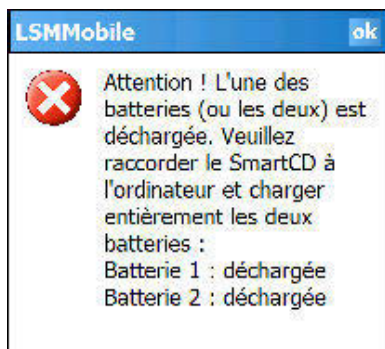 LSMMobile ok
Attention ! L'une des
batteries (ou les deux) est
déchargée. Veuillez
raccorder le SmartCD à
l'ordinateur et charger
entièrement les deux
batteries :
Batterie 1 : déchargée
Batterie 2 : déchargée